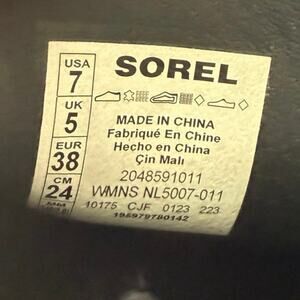 USA
7
UK
5
EUR
38
CM
24
SOREL
MADE IN CHINA
Fabriqué En Chine
Hecho en China
Çin Malı
2048591011
WMNS NL5007-011
10175 CJF 0123 223
195979780142